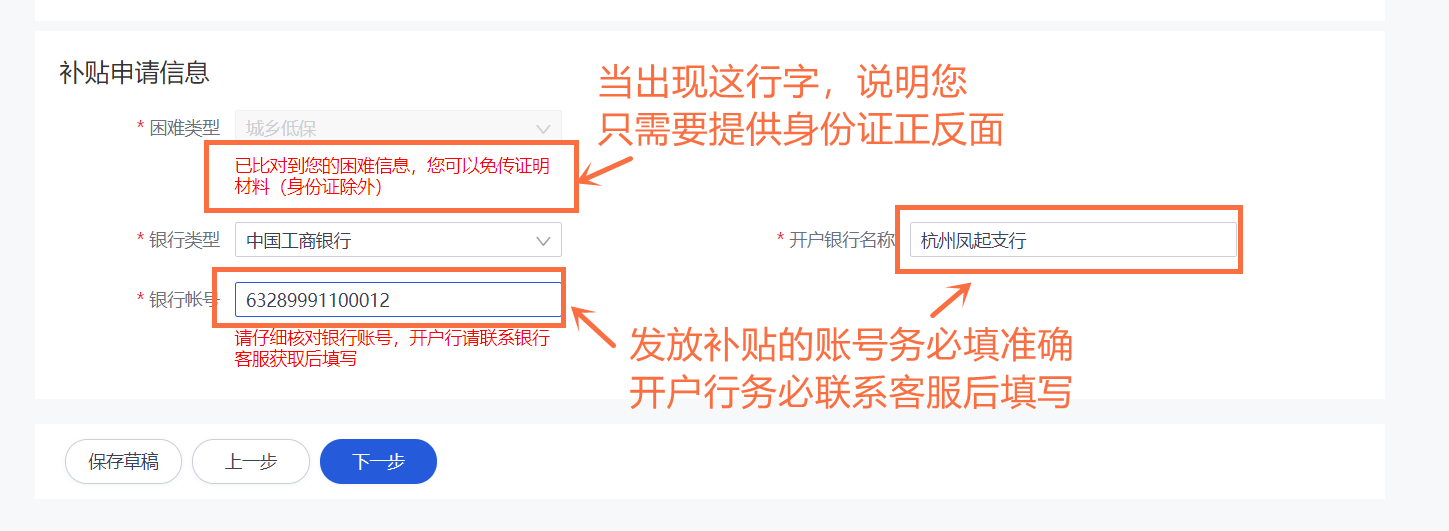 补贴申请信息
当出现这行字，说明您
只需要提供身份证正反面
* 困难类型 城乡低保
已比对到您的困难信息，您可以免传证明
材料（身份证除外）
* 银行类型 中国工商银行
* 开户银行名称 杭州凤起支行
* 银行帐号 63289991100012
请仔细核对银行账号，开户行请联系银行
客服获取后填写
发放补贴的账号务必填准确
开户行务必联系客服后填写
保存草稿 上一步 下一步